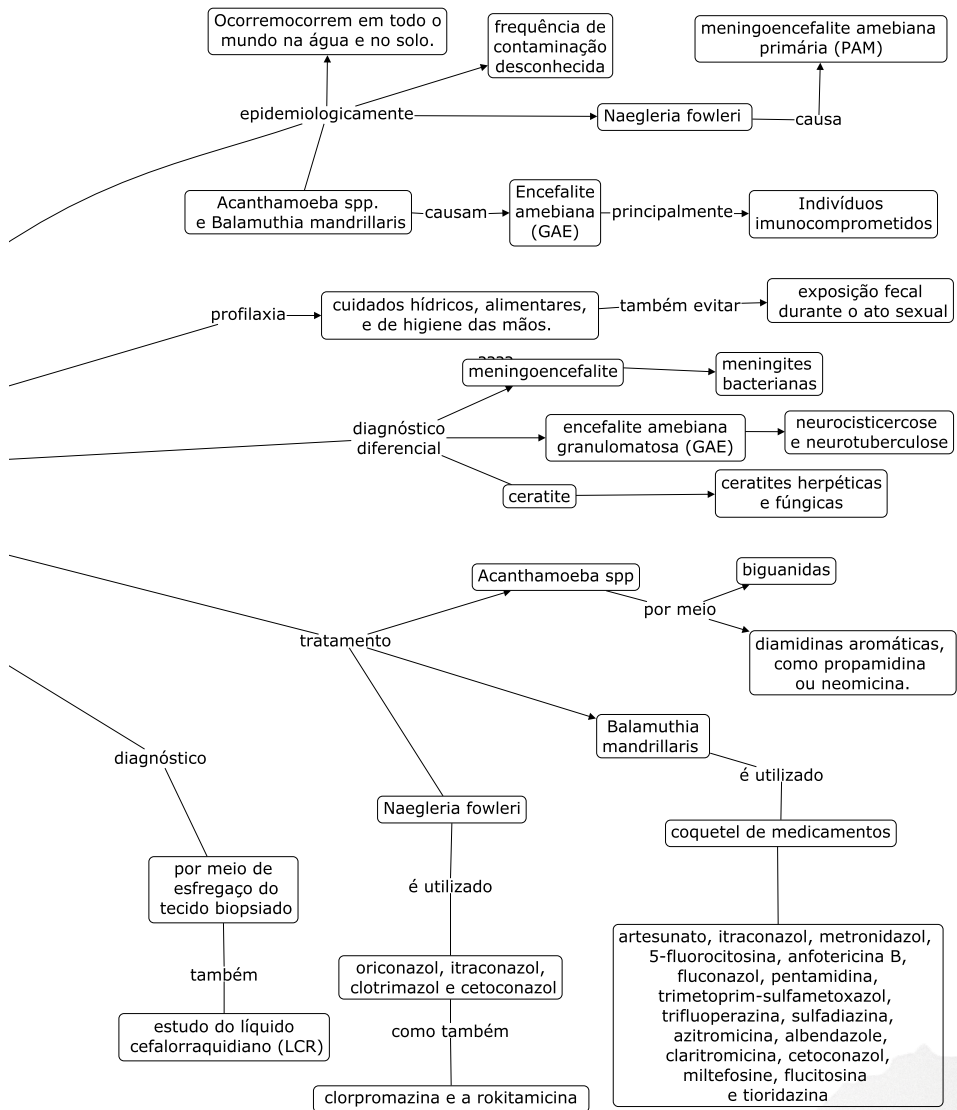 Ocorremocorrem em todo o
mundo na água e no solo.
frequência de
contaminação
desconhecida
meningoencefalite amebiana
primária (PAM)
epidemiologicamente
Naegleria fowleri
causa
Acanthamoeba spp.
e Balamuthia mandrillaris
causam
Encefalite
amebiana
(GAE)
principalmente
Indivíduos
imunocomprometidos
profilaxia
cuidados hídricos, alimentares,
e de higiene das mãos.
também evitar
exposição fecal
durante o ato sexual
meningoencefalite
meningites
bacterianas
diagnóstico
diferencial
encefalite amebiana
granulomatosa (GAE)
neurocisticercose
e neurotuberculose
ceratite
ceratites herpéticas
e fúngicas
Acanthamoeba spp
por meio
biguanidas
diamidinas aromáticas,
como propamidina
ou neomicina.
tratamento
Balamuthia
mandrillaris
é utilizado
coquetel de medicamentos
artesunato, itraconazol, metronidazol,
5-fluorocitosina, anfotericina B,
fluconazol, pentamidina,
trimetoprim-sulfametoxazol,
trifluoperazina, sulfadiazina,
azitromicina, albendazole,
claritromicina, cetoconazol,
miltefosine, flucitosina
e tioridazina
Naegleria fowleri
é utilizado
oriconazol, itraconazol,
clotrimazol e cetoconazol
como também
clorpromazina e a rokitamicina
diagnóstico
por meio de
esfregaço do
tecido biopsiado
também
estudo do líquido
cefalorraquidiano (LCR)